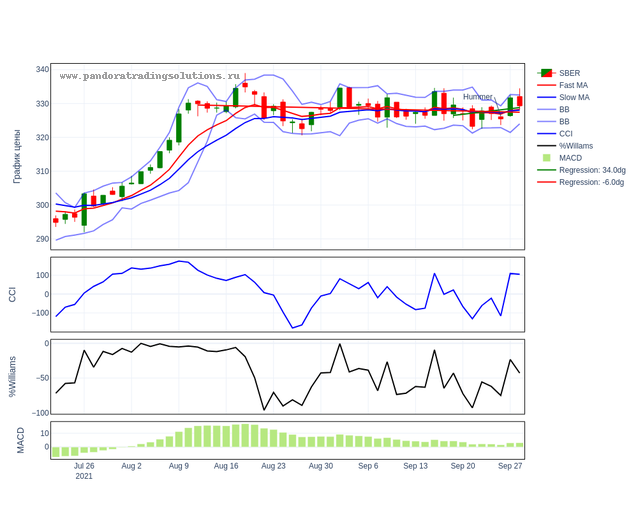 www.pandoratradingsolutions.ru
График цены
340
330
320
310
300
290
Hummer
SBER
Fast MA
Slow MA
BB
BB
CCI
%Willams
MACD
Regression: 34.0dg
Regression: -6.0dg
CCI
100
0
−100
%Williams
0
−50
−100
MACD
10
0
Jul 26
2021
Aug 2
Aug 9
Aug 16
Aug 23
Aug 30
Sep 6
Sep 13
Sep 20
Sep 27